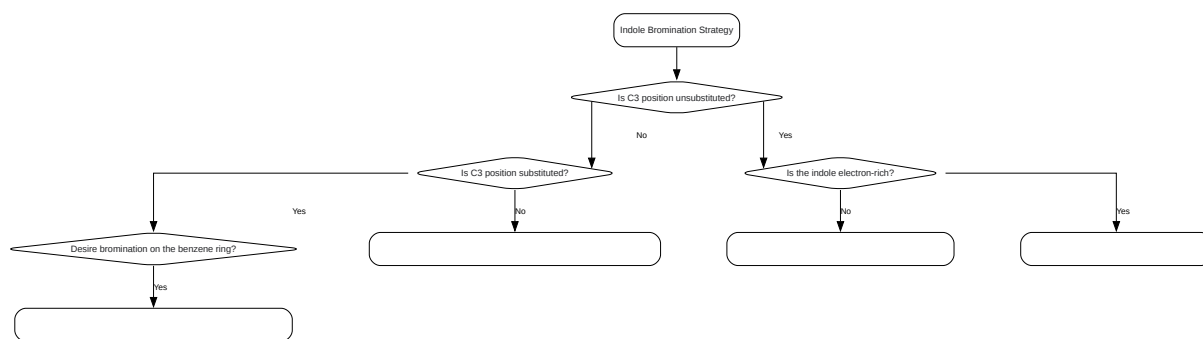 Indole Bromination Strategy
Is C3 position unsubstituted?
No
Yes
Is C3 position substituted?
Is the indole electron-rich?
Yes
No
No
Yes
Desire bromination on the benzene ring?
Yes